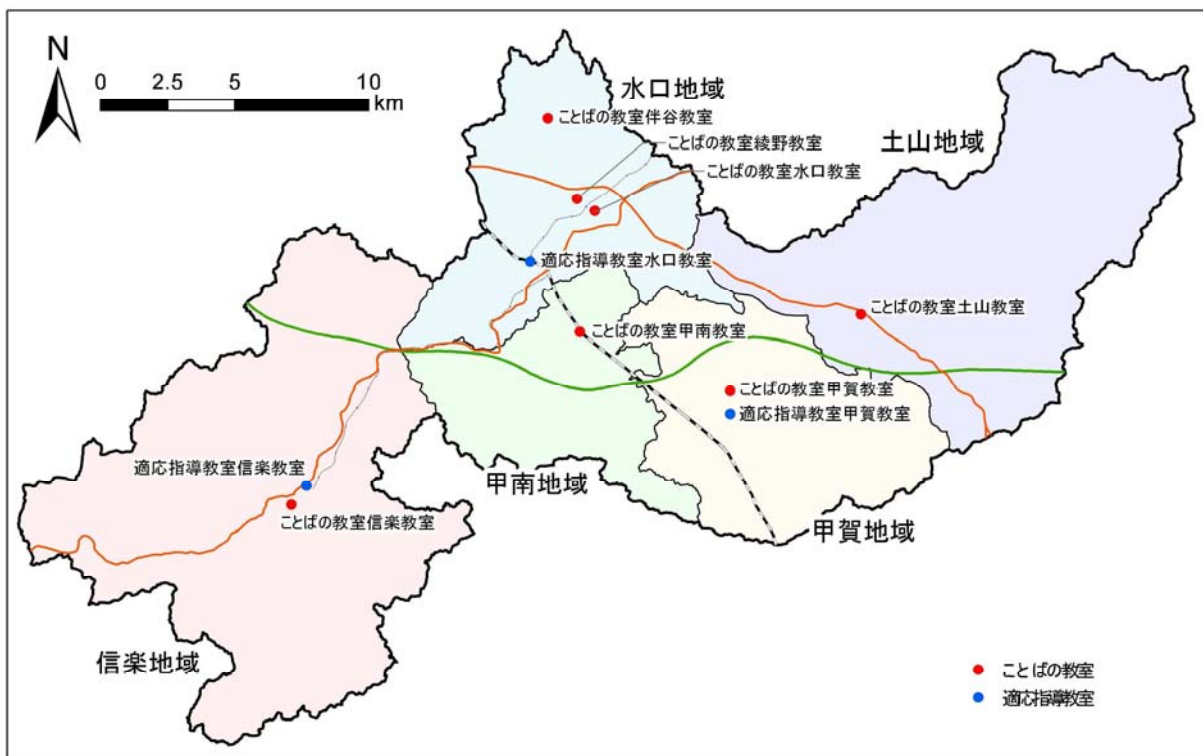 N
0 2.5 5 10
km
水口地域
ことばの教室伴谷教室
ことばの教室綾野教室
土山地域
ことばの教室水口教室
適応指導教室水口教室
ことばの教室土山教室
ことばの教室甲南教室
ことばの教室甲賀教室
適応指導教室甲賀教室
適応指導教室信楽教室
甲南地域
ことばの教室信楽教室
甲賀地域
信楽地域
ことばの教室
適応指導教室